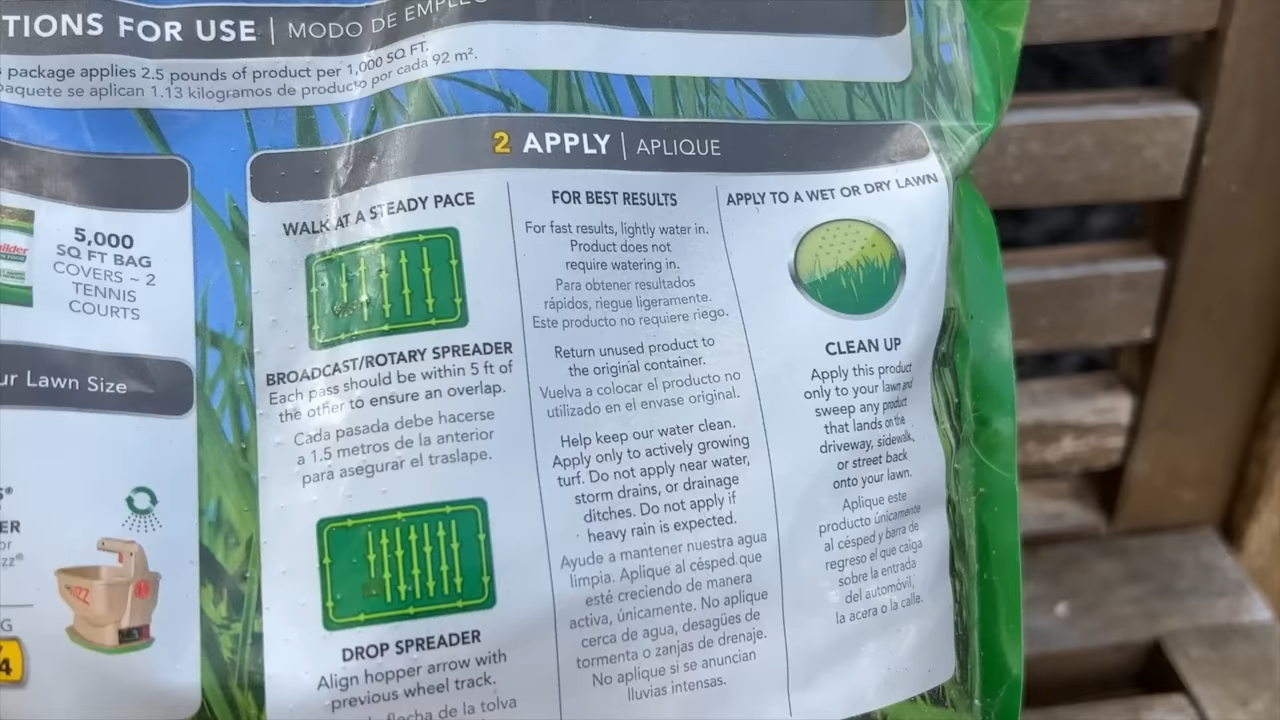 TIONS FOR USE | MODO DE EMPLEO
package applies 2.5 pounds of product per 1,000 SQ FT.
aquete se aplican 1.13 kilogramos de producto por cada 92 m².
5,000
SQ FT BAG
COVERS ~ 2
TENNIS
COURTS
ur Lawn Size
ER
or
zz®
G
4
2 APPLY | APLIQUE
WALK AT A STEADY PACE
BROADCAST/ROTARY SPREADER
Each pass should be within 5 ft of
the other to ensure an overlap.
Cada pasada debe hacerse
a 1.5 metros de la anterior
para asegurar el traslape.
DROP SPREADER
Align hopper arrow with
previous wheel track.
flecha de la tolva
FOR BEST RESULTS
For fast results, lightly water in.
Product does not
require watering in.
Para obtener resultados
rápidos, riegue ligeramente.
Este producto no requiere riego.
Return unused product to
the original container.
Vuelva a colocar el producto no
utilizado en el envase original.
Help keep our water clean.
Apply only to actively growing
turf. Do not apply near water,
storm drains, or drainage
ditches. Do not apply if
heavy rain is expected.
Ayude a mantener nuestra agua
limpia. Aplique al césped que
esté creciendo de manera
activa, únicamente. No aplique
cerca de agua, desagües de
tormenta o zanjas de drenaje.
No aplique si se anuncian
lluvias intensas.
APPLY TO A WET OR DRY LAWN
CLEAN UP
Apply this product
only to your lawn and
sweep any product
that lands on the
driveway, sidewalk,
or street back
onto your lawn.
Aplique este
producto únicamente
al césped y barra de
regreso el que caiga
sobre la entrada
del automóvil,
la acera o la calle.